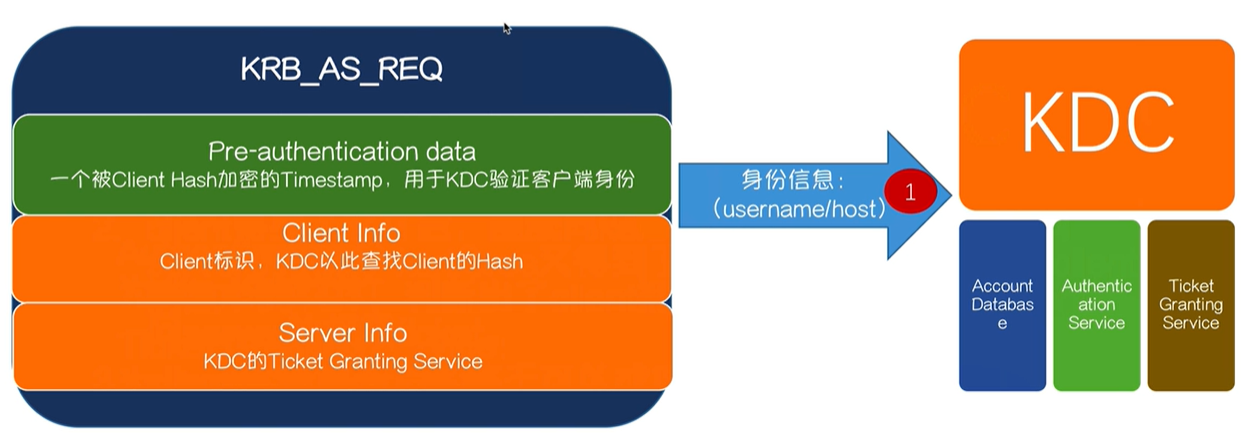 KRB_AS_REQ
Pre-authentication data
一个被Client Hash加密的Timestamp，用于KDC验证客户端身份
Client Info
Client标识，KDC以此查找Client的Hash
Server Info
KDC的Ticket Granting Service
身份信息：
（username/host）
1
KDC
Account
Databas
e
Authentic
ation
Service
Ticket
Granting
Service